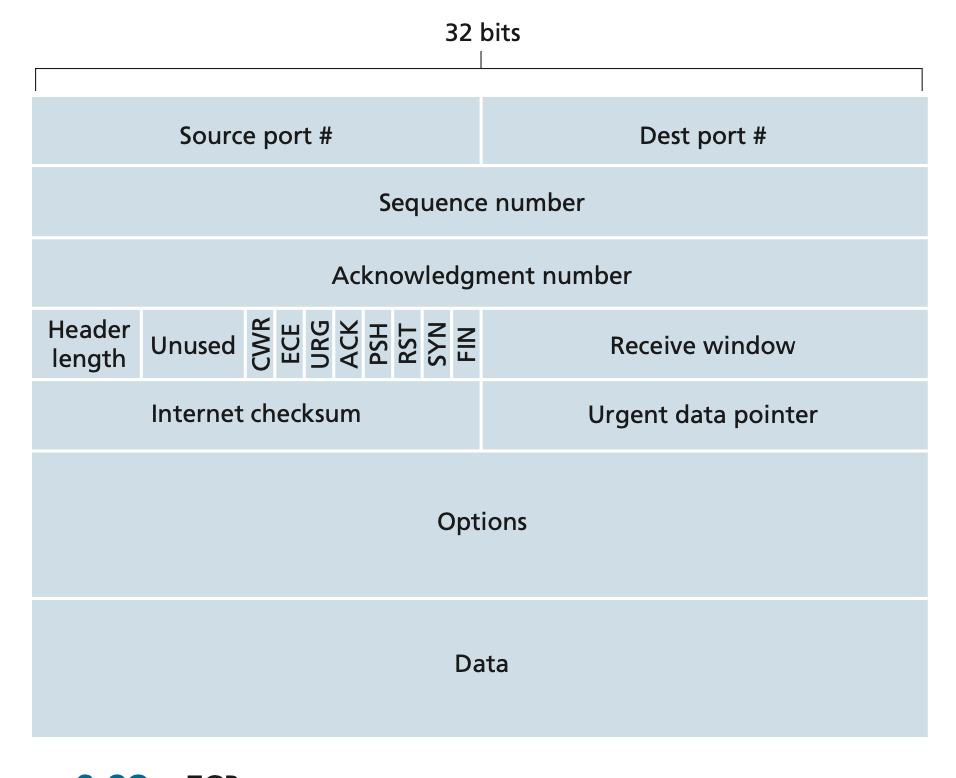 32 bits
Source port # Dest port #
Sequence number
Acknowledgment number
Header length Unused CWR ECE URG ACK PSH RST SYN FIN Receive window
Internet checksum Urgent data pointer
Options
Data